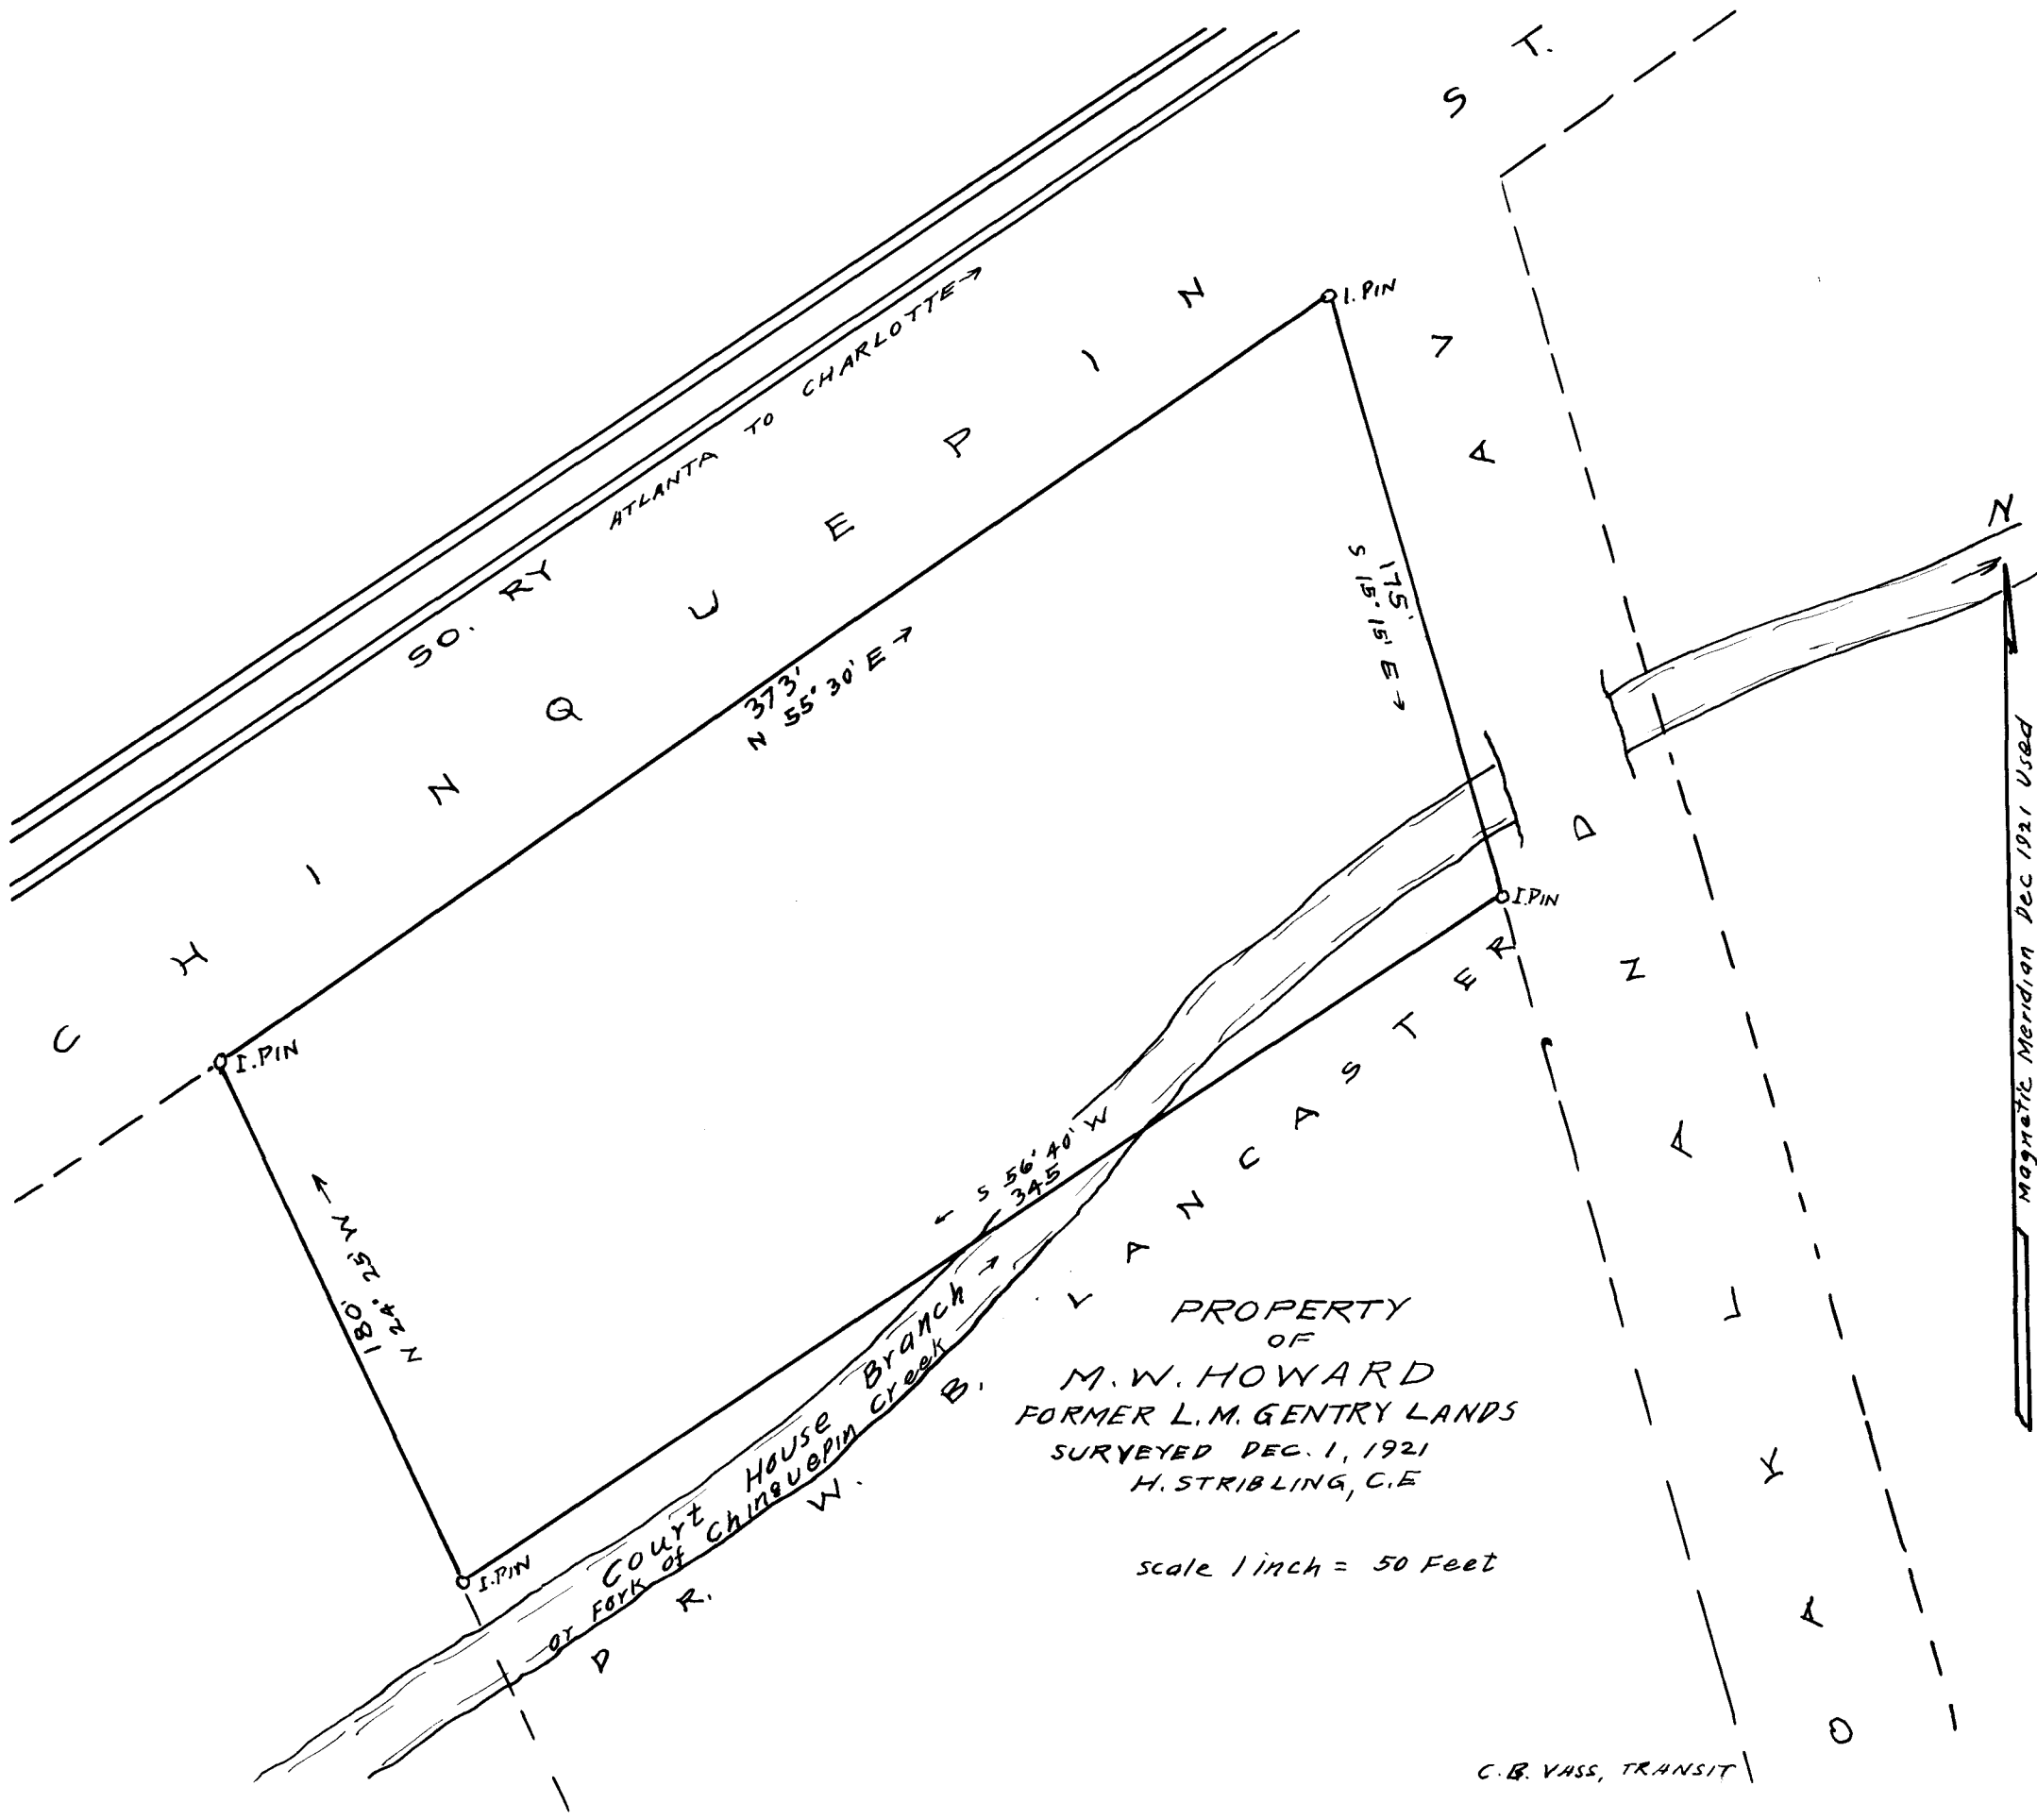 CHINQUEPIN ST.
SO. RY ATLANTA TO CHARLOTTE →
I. PIN
373'
N 55° 30' E →
175'
S 15° 15' E →
I. PIN
I. PIN
OAKLAND AV
← S 56° 40' W
345
180'
N 24° 25' W →
I. PIN
Court House Branch →
or Fork of Chinquepin Creek
DR. W. B. LANCASTER
N
Magnetic Meridian Dec 1921 Used
PROPERTY
OF
M. W. HOWARD
FORMER L. M. GENTRY LANDS
SURVEYED DEC. 1, 1921
H. STRIBLING, C.E
scale 1 inch = 50 Feet
C. B. VASS, TRANSIT